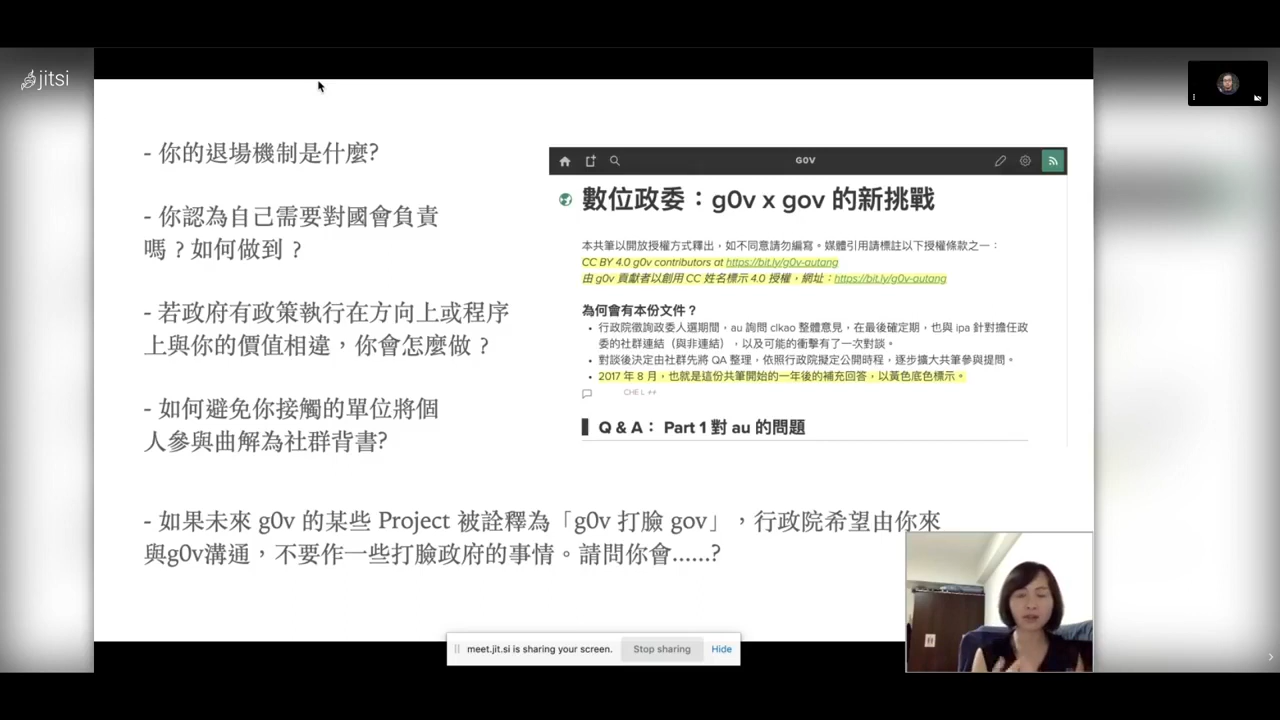 jitsi
- 你的退場機制是什麼?
- 你認為自己需要對國會負責
嗎？如何做到？
- 若政府有政策執行在方向上或程序
上與你的價值相違，你會怎麼做？
- 如何避免你接觸的單位將個
人參與曲解為社群背書?
- 如果未來 g0v 的某些 Project 被詮釋為「g0v 打臉 gov」，行政院希望由你來
與g0v溝通，不要作一些打臉政府的事情。請問你會......?
G0V
數位政委：g0v x gov 的新挑戰
本共筆以開放授權方式釋出，如不同意請勿編寫。媒體引用請標註以下授權條款之一：
CC BY 4.0 g0v contributors at https://bit.ly/g0v-autang
由 g0v 貢獻者以創用 CC 姓名標示 4.0 授權，網址：https://bit.ly/g0v-autang
為何會有本份文件？
• 行政院徵詢政委人選期間，au 詢問 clkao 整體意見，在最後確定期，也與 ipa 針對擔任政
委的社群連結（與非連結），以及可能的衝擊有了一次對談。
• 對談後決定由社群先將 QA 整理，依照行政院擬定公開時程，逐步擴大共筆參與提問。
• 2017 年 8 月，也就是這份共筆開始的一年後的補充回答，以黃色底色標示。
CHE L ++
Q & A： Part 1 對 au 的問題
meet.jit.si is sharing your screen.
Stop sharing
Hide